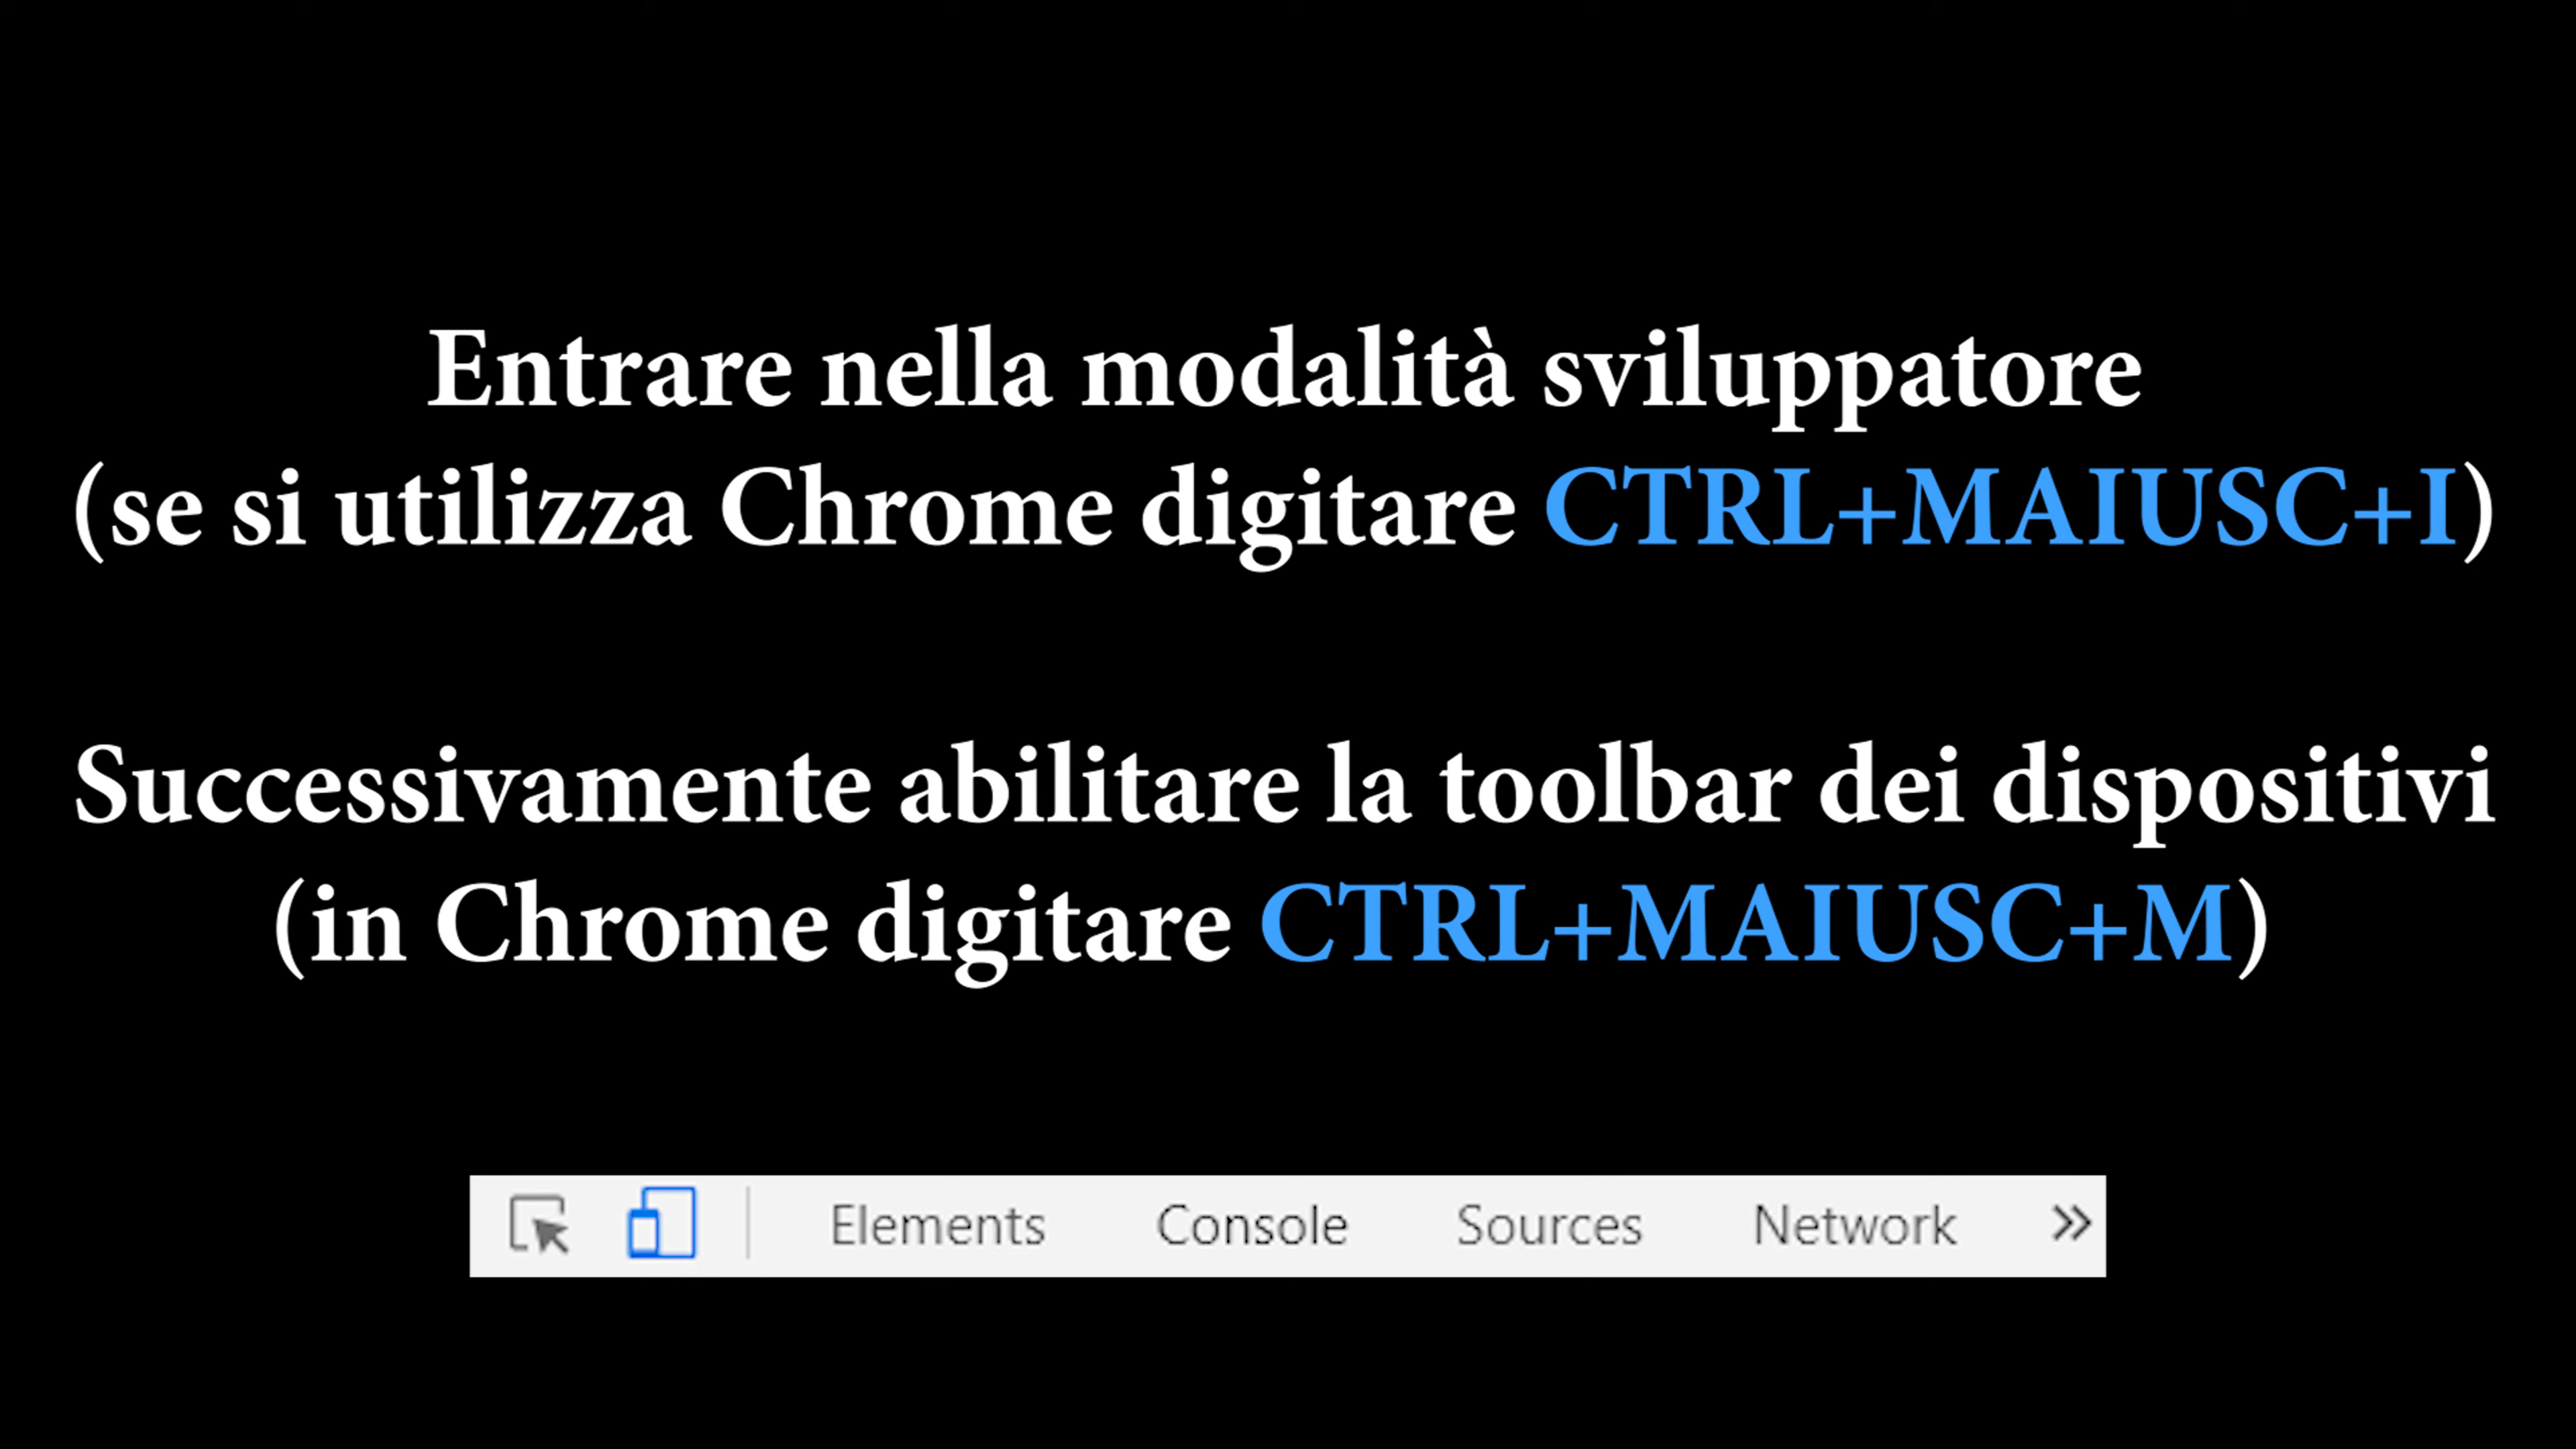 Entrare nella modalità sviluppatore
(se si utilizza Chrome digitare CTRL+MAIUSC+I)
Successivamente abilitare la toolbar dei dispositivi
(in Chrome digitare CTRL+MAIUSC+M)
Elements Console Sources Network »